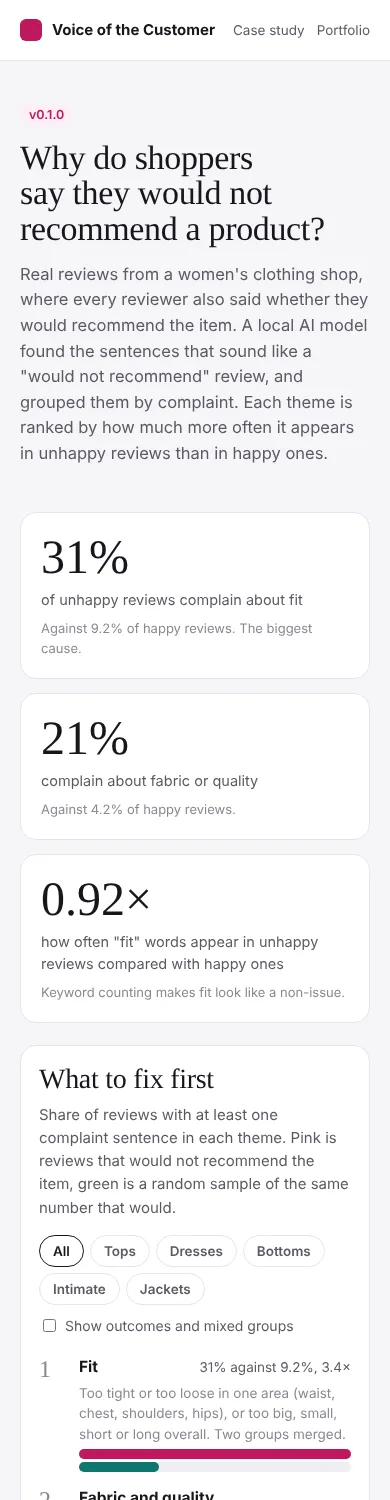 Voice of the Customer Case study Portfolio
v0.1.0
Why do shoppers
say they would not
recommend a product?
Real reviews from a women's clothing shop,
where every reviewer also said whether they
would recommend the item. A local AI model
found the sentences that sound like a
"would not recommend" review, and
grouped them by complaint. Each theme is
ranked by how much more often it appears
in unhappy reviews than in happy ones.
31%
of unhappy reviews complain about fit
Against 9.2% of happy reviews. The biggest
cause.
21%
complain about fabric or quality
Against 4.2% of happy reviews.
0.92×
how often "fit" words appear in unhappy
reviews compared with happy ones
Keyword counting makes fit look like a non-issue.
What to fix first
Share of reviews with at least one
complaint sentence in each theme. Pink is
reviews that would not recommend the
item, green is a random sample of the same
number that would.
All Tops Dresses Bottoms
Intimate Jackets
Show outcomes and mixed groups
1 Fit 31% against 9.2%, 3.4×
Too tight or too loose in one area (waist,
chest, shoulders, hips), or too big, small,
short or long overall. Two groups merged.
2 Fabric and quality